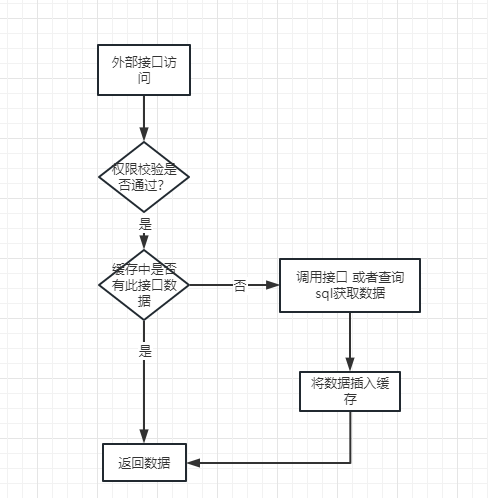 外部接口访
问
权限校验是
否通过?
是
缓存中是否
有此接口数
据
否
调用接口 或者查询
sql获取数据
是
将数据插入缓
存
返回数据